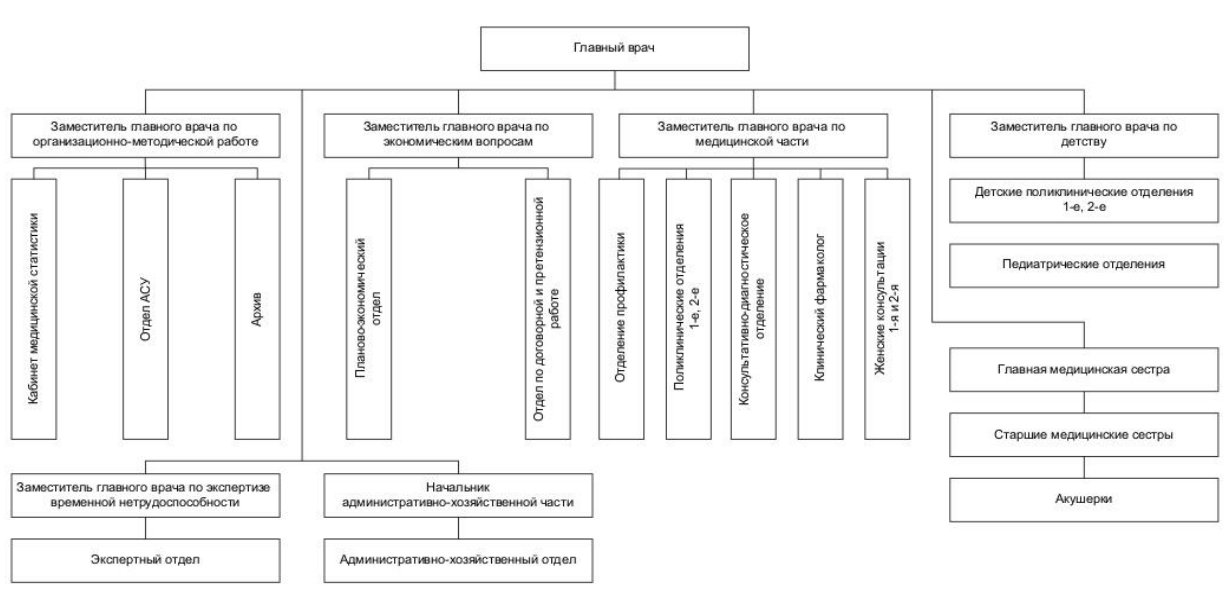 Главный врач
Заместитель главного врача по
организационно-методической работе
Заместитель главного врача по
экономическим вопросам
Заместитель главного врача по
медицинской части
Заместитель главного врача по
детству
Кабинет медицинской статистики
Отдел АСУ
Архив
Планово-экономический
отдел
Отдел по договорной и претензионной
работе
Отделение профилактики
Поликлинические отделения
1-е, 2-е
Консультативно-диагностическое
отделение
Клинический фармаколог
Женские консультации
1-я и 2-я
Детские поликлинические отделения
1-е, 2-е
Педиатрические отделения
Главная медицинская сестра
Старшие медицинские сестры
Акушерки
Заместитель главного врача по экспертизе
временной нетрудоспособности
Начальник
административно-хозяйственной части
Экспертный отдел
Административно-хозяйственный отдел